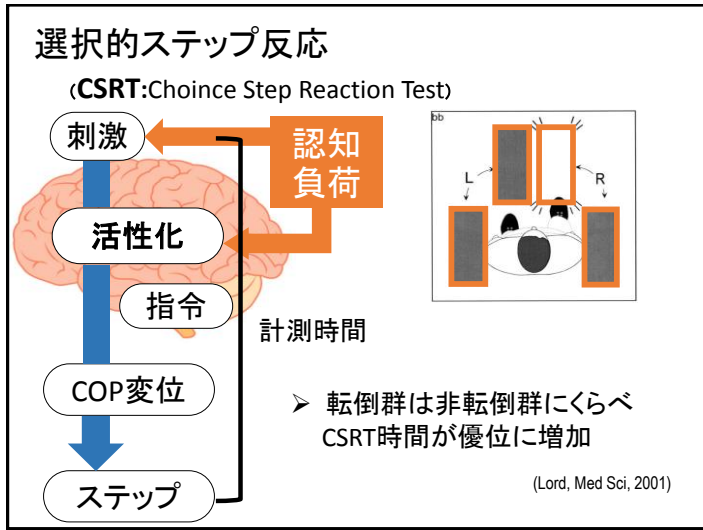 選択的ステップ反応
(CSRT:Choince Step Reaction Test)
刺激
認知
負荷
活性化
指令
計測時間
COP変位
ステップ
bb
L
R
➢ 転倒群は非転倒群にくらべ
CSRT時間が優位に増加
(Lord, Med Sci, 2001)